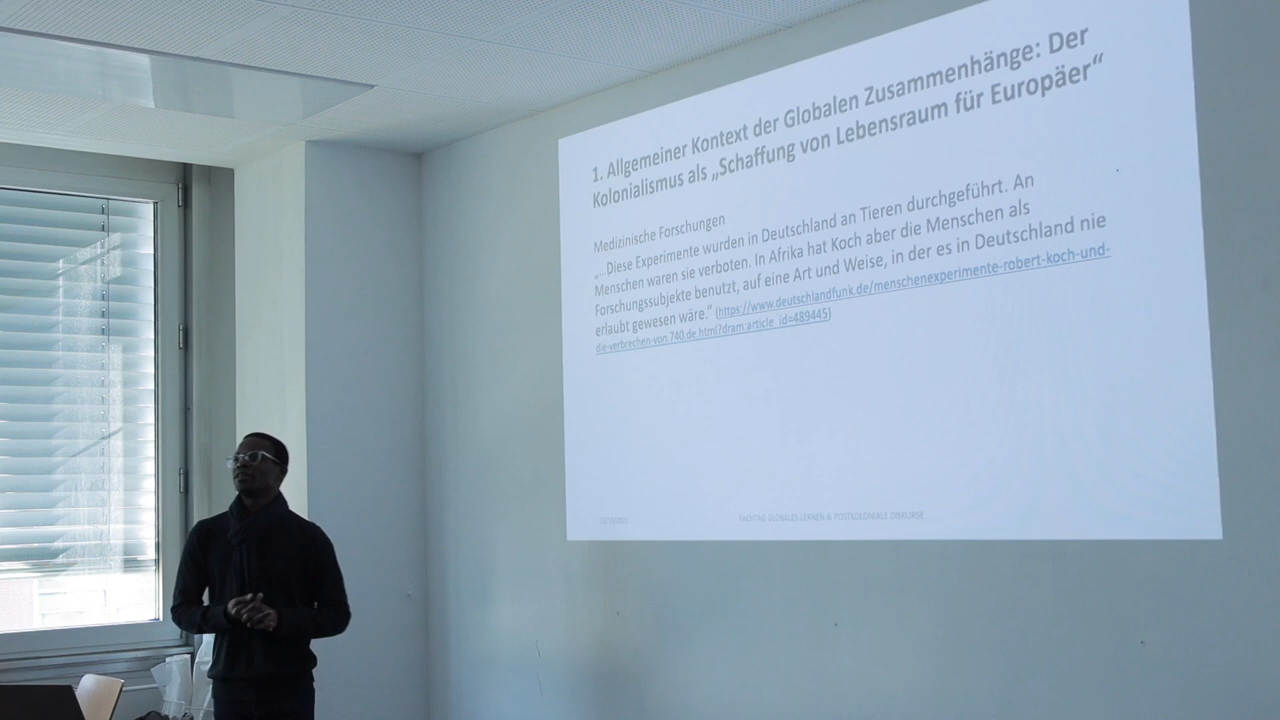 1. Allgemeiner Kontext der Globalen Zusammenhänge: Der
Kolonialismus als „Schaffung von Lebensraum für Europäer“
Medizinische Forschungen
„..Diese Experimente wurden in Deutschland an Tieren durchgeführt. An
Menschen waren sie verboten. In Afrika hat Koch aber die Menschen als
Forschungssubjekte benutzt, auf eine Art und Weise, in der es in Deutschland nie
erlaubt gewesen wäre.“ (https://www.deutschlandfunk.de/menschenexperimente-robert-koch-und-
die-verbrechen-von.740.de.html?dram:article_id=489445)
FACHTAG GLOBALES LERNEN & POSTKOLONIALE DISKURSE